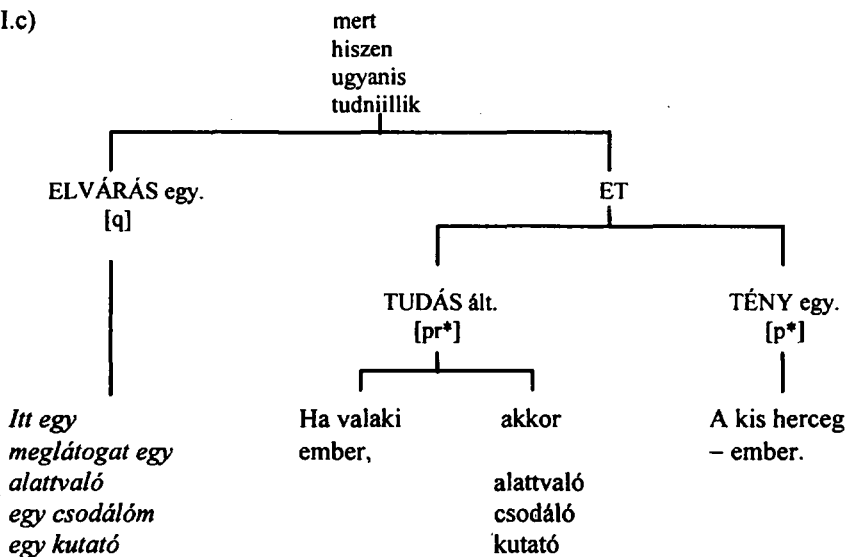 I.c)
mert
hiszen
ugyanis
tudniillik
ELVÁRÁS egy.
[q]
ET
TUDÁS ált.
[pr*]
TÉNY egy.
[p*]
Itt egy
meglátogat egy
alattvaló
egy csodálóm
egy kutató
Ha valaki
ember,
akkor
alattvaló
csodáló
kutató
A kis herceg
– ember.